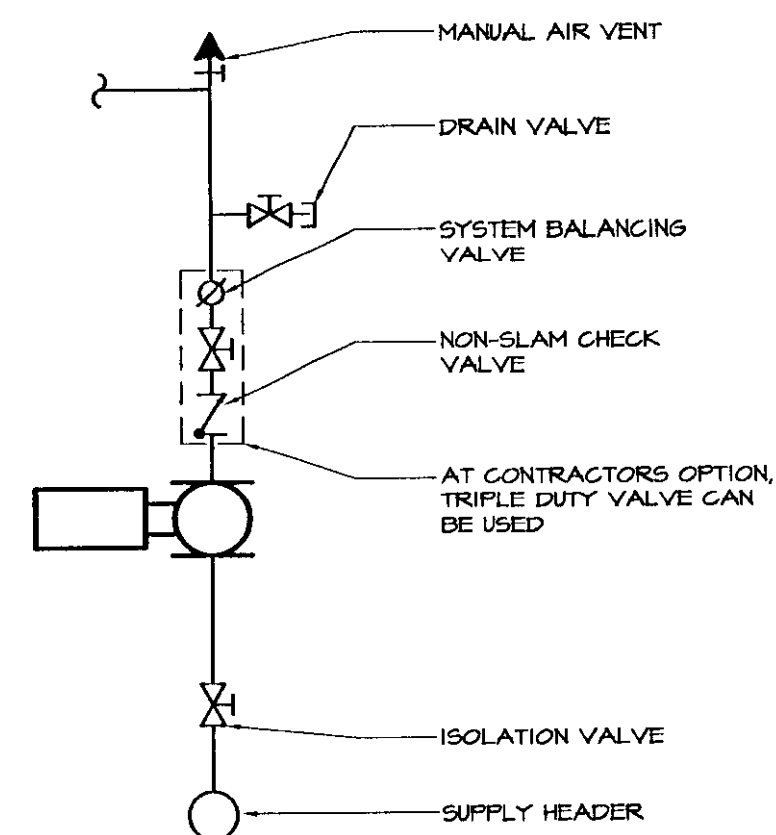 MANUAL AIR VENT
DRAIN VALVE
SYSTEM BALANCING
VALVE
NON-SLAM CHECK
VALVE
AT CONTRACTORS OPTION,
TRIPLE DUTY VALVE CAN
BE USED
ISOLATION VALVE
SUPPLY HEADER